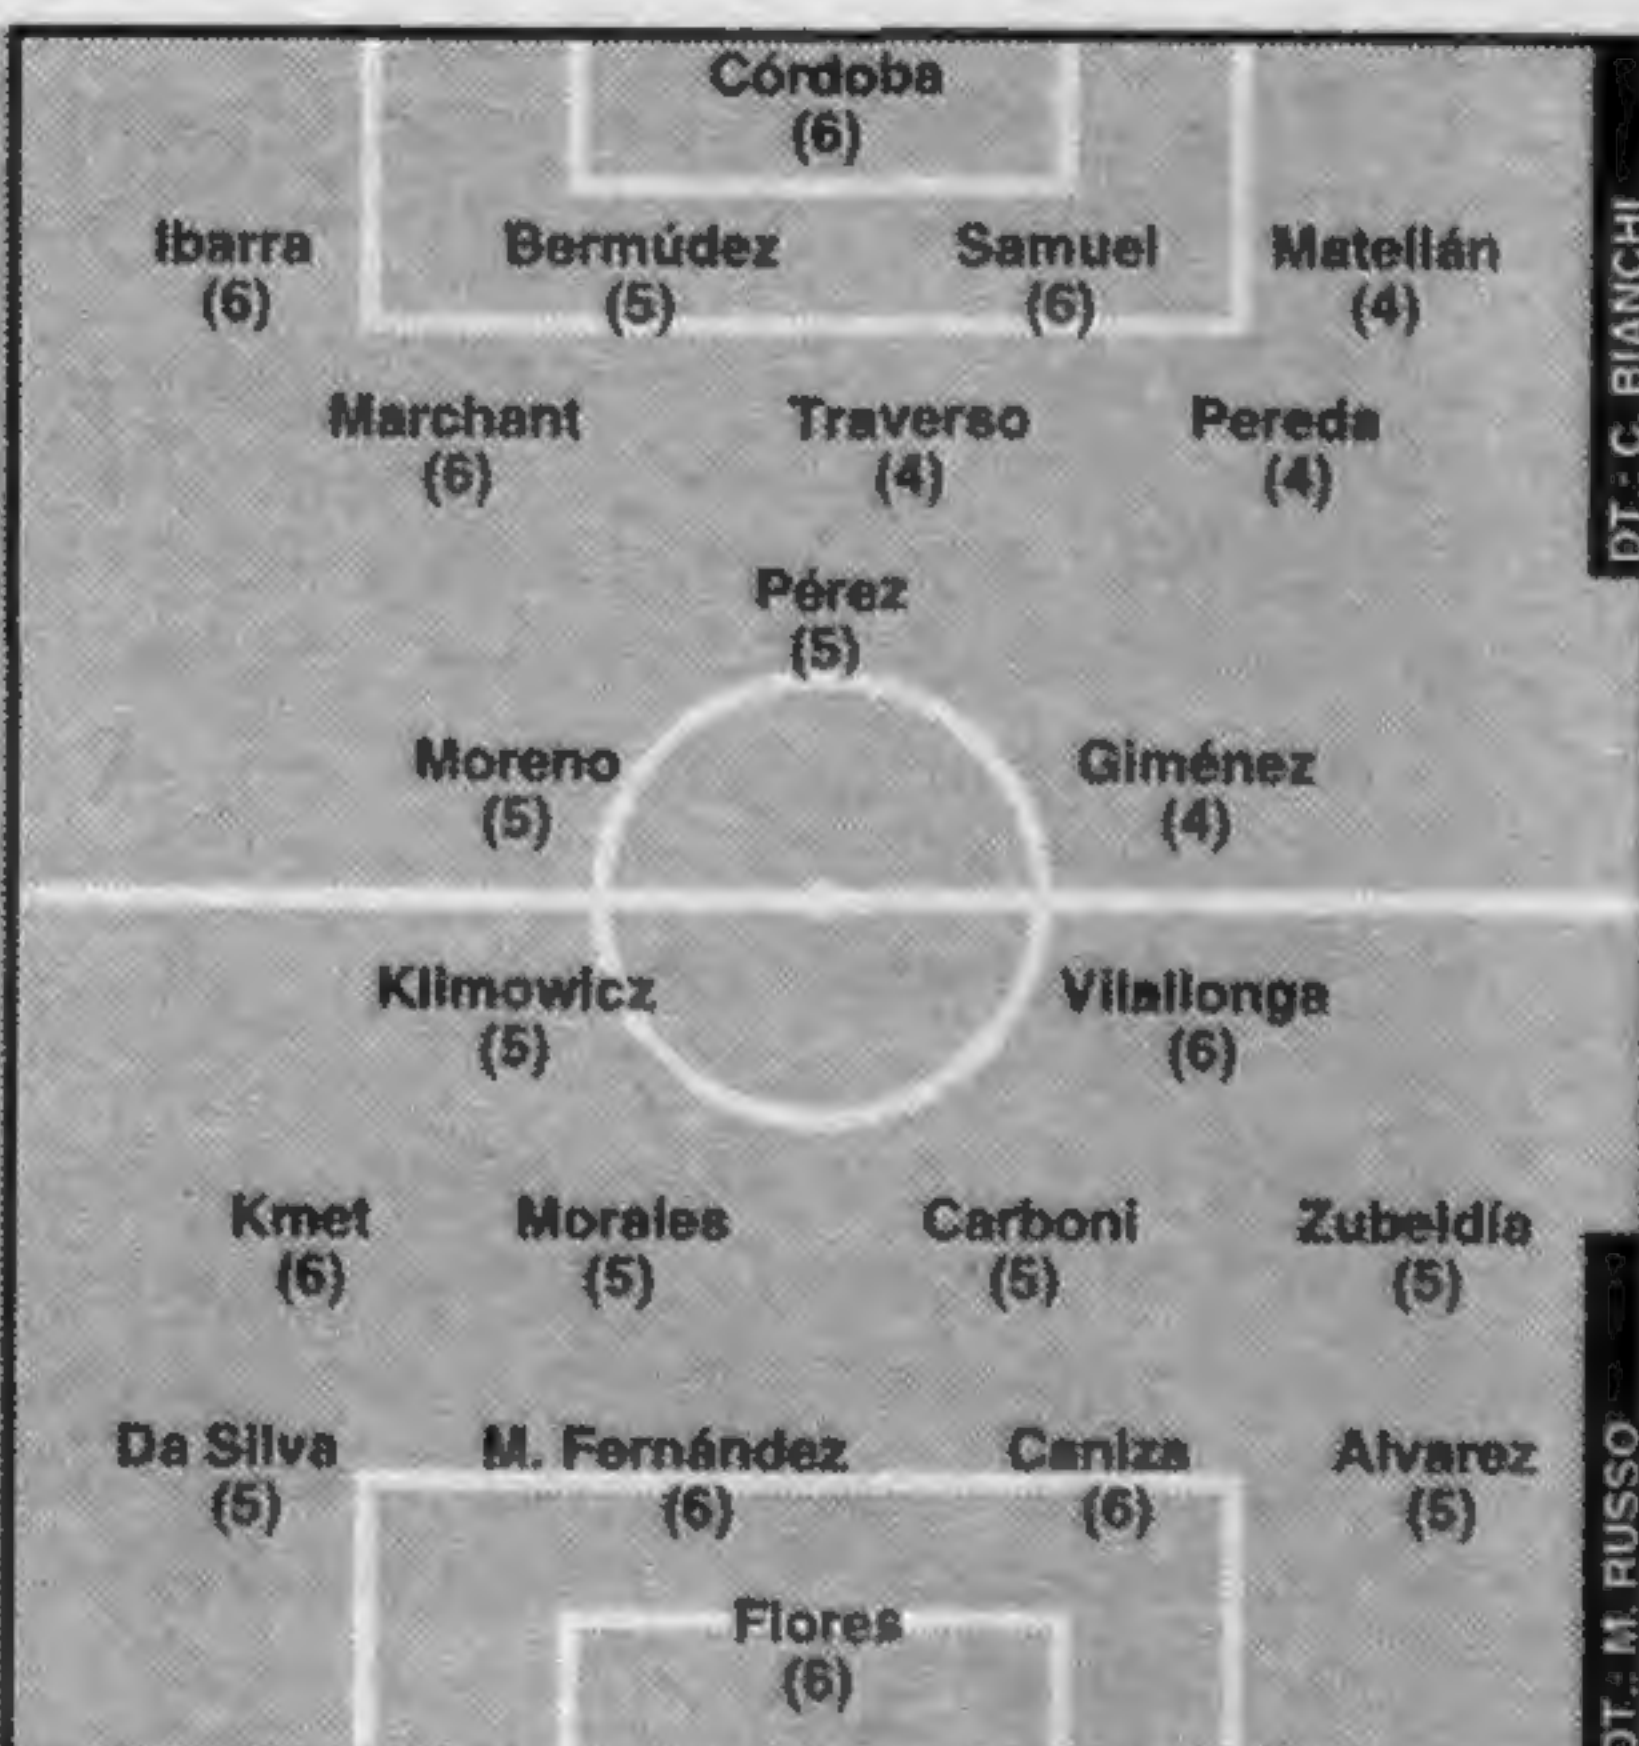 Córdoba
(6)
Ibarra Bermúdez Samuel Matellán
(6) (5) (6) (4)
Marchant Traverso Pereda
(6) (4) (4)
Pérez
(5)
Moreno Giménez
(5) (4)
Klimowicz Vilallonga
(5) (6)
Kmet Morales Carboni Zubeldía
(6) (5) (5) (5)
Da Silva M. Fernández Caniza Alvarez
(5) (6) (6) (5)
Flores
(6)
DT.: C. BIANCHI
DT.: M. RUSSO